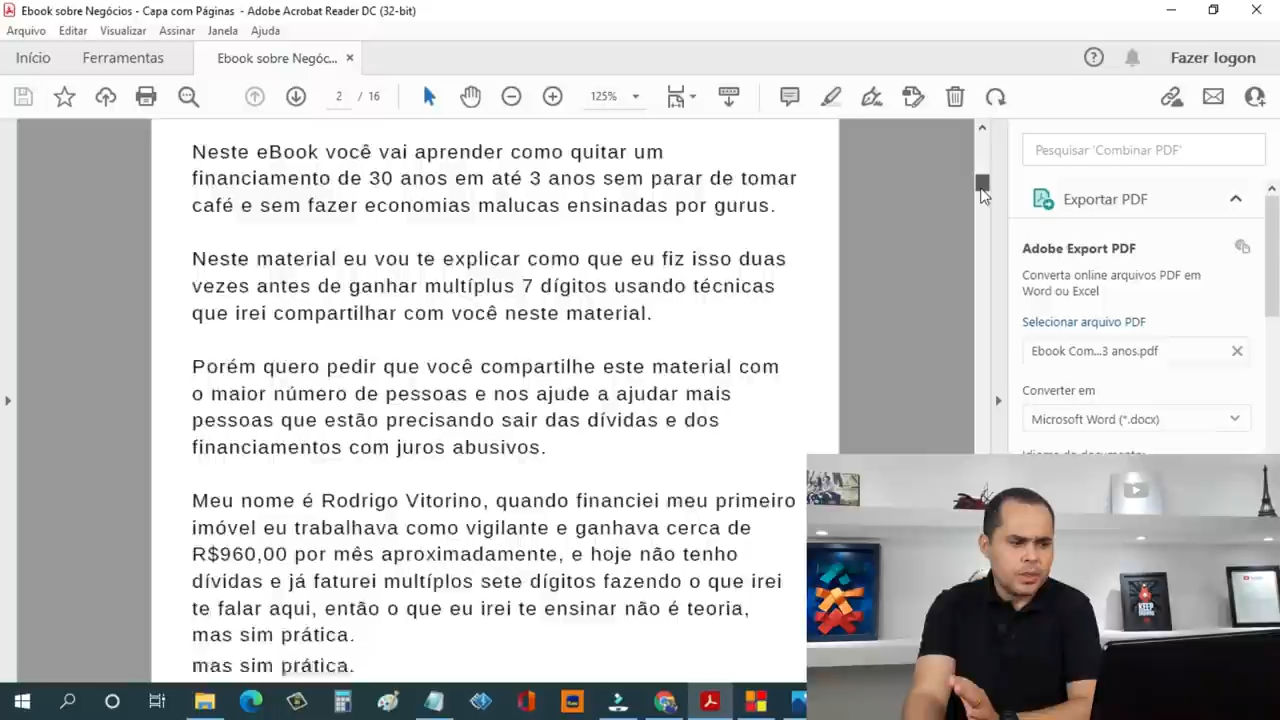 Ebook sobre Negócios - Capa com Páginas - Adobe Acrobat Reader DC (32-bit)
Arquivo Editar Visualizar Assinar Janela Ajuda
Início Ferramentas Ebook sobre Negóc... Fazer logon
2 / 16 125%
Neste eBook você vai aprender como quitar um
financiamento de 30 anos em até 3 anos sem parar de tomar
café e sem fazer economias malucas ensinadas por gurus.
Neste material eu vou te explicar como que eu fiz isso duas
vezes antes de ganhar multíplus 7 dígitos usando técnicas
que irei compartilhar com você neste material.
Porém quero pedir que você compartilhe este material com
o maior número de pessoas e nos ajude a ajudar mais
pessoas que estão precisando sair das dívidas e dos
financiamentos com juros abusivos.
Meu nome é Rodrigo Vitorino, quando financiei meu primeiro
imóvel eu trabalhava como vigilante e ganhava cerca de
R$960,00 por mês aproximadamente, e hoje não tenho
dívidas e já faturei multíplos sete dígitos fazendo o que irei
te falar aqui, então o que eu irei te ensinar não é teoria,
mas sim prática.
mas sim prática.
Pesquisar 'Combinar PDF'
Exportar PDF
Adobe Export PDF
Converta online arquivos PDF em
Word ou Excel
Selecionar arquivo PDF
Ebook Com...3 anos.pdf
Converter em
Microsoft Word (*.docx)
KEEP